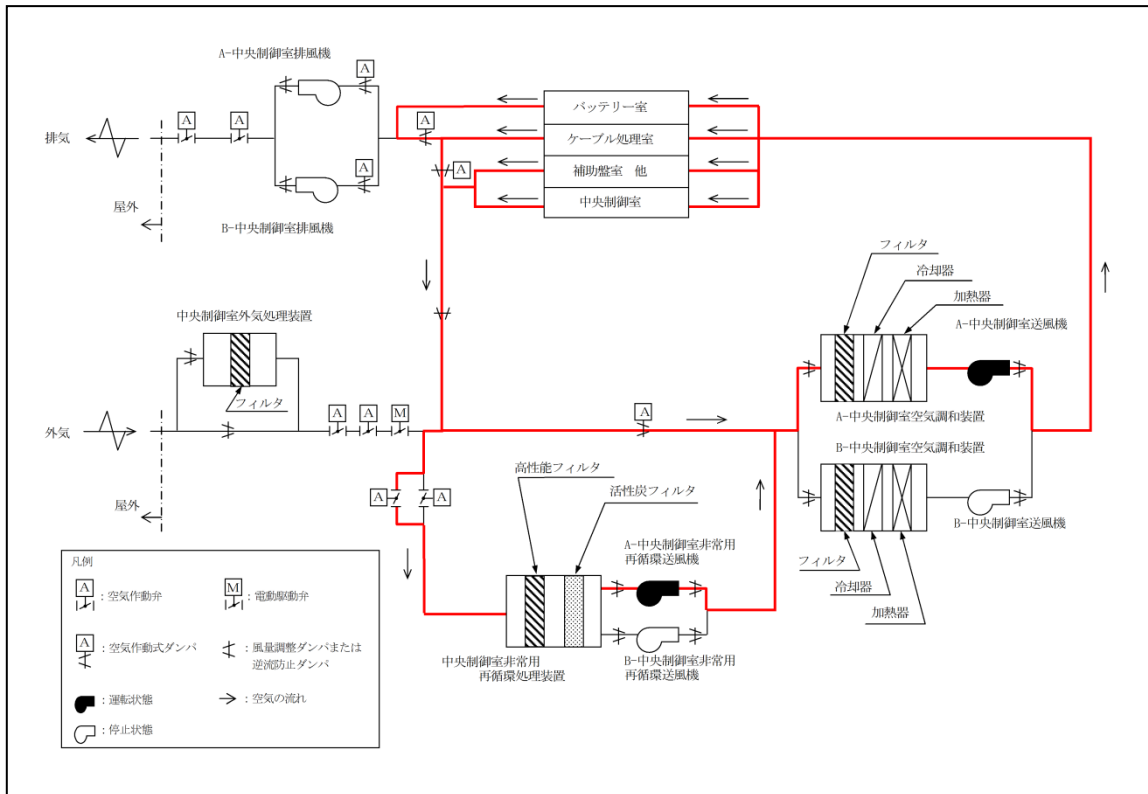 A-中央制御室排風機
A
A
A
A
排気
バッテリー室
ケーブル処理室
補助盤室 他
中央制御室
A
A
屋外
B-中央制御室排風機
フィルタ
冷却器
加熱器
A-中央制御室送風機
中央制御室外気処理装置
フィルタ
A
A
M
A
外気
A-中央制御室空気調和装置
B-中央制御室空気調和装置
高性能フィルタ
活性炭フィルタ
A
A
屋外
B-中央制御室送風機
フィルタ
冷却器
加熱器
A-中央制御室非常用
再循環送風機
中央制御室非常用
再循環処理装置
B-中央制御室非常用
再循環送風機
凡例
A
:空気作動弁
M
:電動駆動弁
A
:空気作動式ダンパ
:風量調整ダンパまたは
逆流防止ダンパ
:運転状態
:空気の流れ
:停止状態